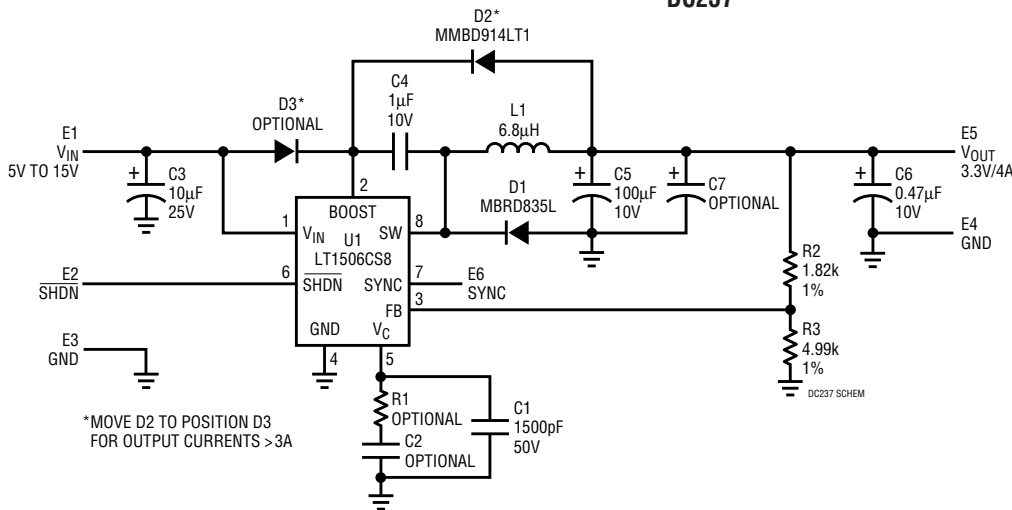 DC237
D2*
MMBD914LT1
C4
1µF
10V
D3*
OPTIONAL
L1
6.8µH
E1
VIN
5V TO 15V
E5
VOUT
3.3V/4A
+
C3
10µF
25V
2
D1
MBRD835L
+
C5
100µF
10V
+
C7
OPTIONAL
+
C6
0.47µF
10V
1
BOOST
VIN
U1
LT1506CS8
SW
8
E4
GND
E2
SHDN
6
SHDN
SYNC
7
E6
SYNC
R2
1.82k
1%
FB
3
GND
VC
4
5
E3
GND
R3
4.99k
1%
DC237 SCHEM
*MOVE D2 TO POSITION D3
FOR OUTPUT CURRENTS >3A
R1
OPTIONAL
C2
OPTIONAL
C1
1500pF
50V